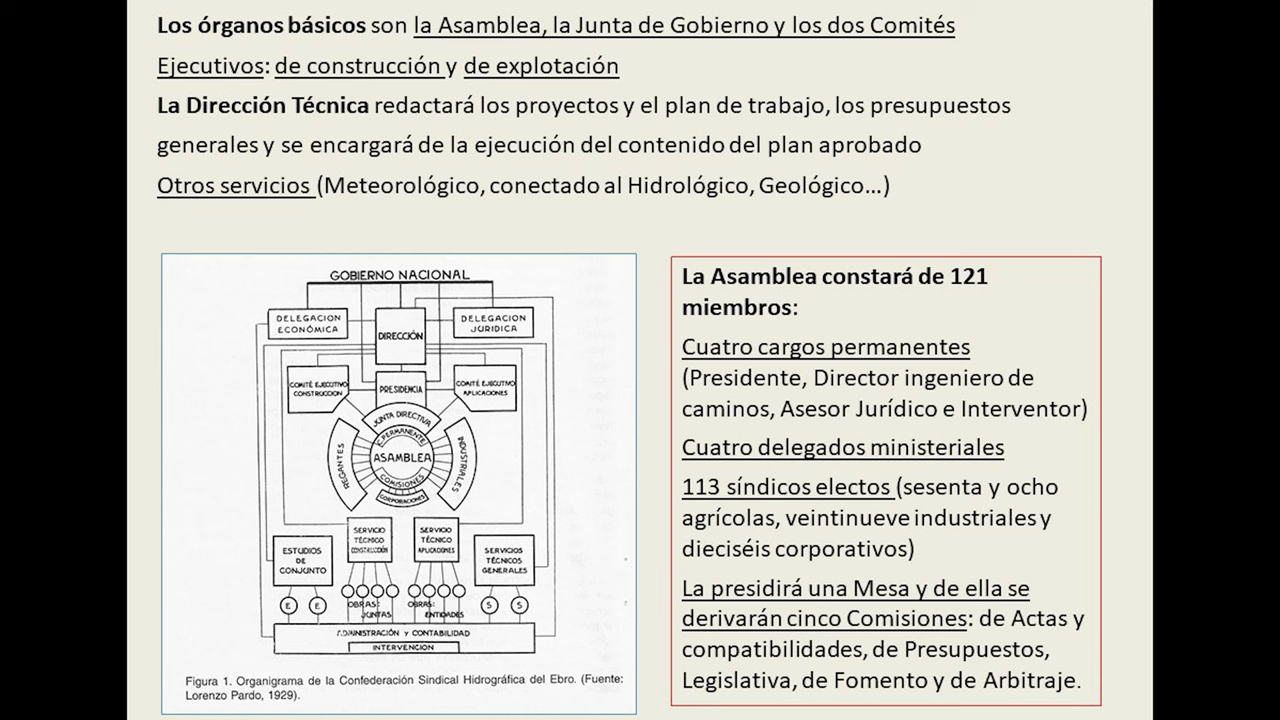 Los órganos básicos son la Asamblea, la Junta de Gobierno y los dos Comités
Ejecutivos: de construcción y de explotación
La Dirección Técnica redactará los proyectos y el plan de trabajo, los presupuestos
generales y se encargará de la ejecución del contenido del plan aprobado
Otros servicios (Meteorológico, conectado al Hidrológico, Geológico...)
GOBIERNO NACIONAL
DELEGACION
ECONÓMICA
DIRECCIÓN
DELEGACION
JURIDICA
COMITÉ EJECUTIVO
CONSTRUCCION
PRESIDENCIA
COMITÉ EJECUTIVO
APLICACIONES
JUNTA DIRECTIVA
C. PERMANENTE
REGANTES
ASAMBLEA
INDUSTRIALES
COMISIONES
CORPORACIONES
SERVICIO
TÉCNICO
CONSTRUCCIÓN
SERVICIO
TÉCNICO
APLICACIONES
ESTUDIOS
DE
CONJUNTO
SERVICIOS
TÉCNICOS
GENERALES
E E
OBRAS:
JUNTAS
OBRAS:
ENTIDADES
S S
ADMINISTRACIÓN Y CONTABILIDAD
INTERVENCION
Figura 1. Organigrama de la Confederación Sindical Hidrográfica del Ebro. (Fuente:
Lorenzo Pardo, 1929).
La Asamblea constará de 121
miembros:
Cuatro cargos permanentes
(Presidente, Director ingeniero de
caminos, Asesor Jurídico e Interventor)
Cuatro delegados ministeriales
113 síndicos electos (sesenta y ocho
agrícolas, veintinueve industriales y
dieciséis corporativos)
La presidirá una Mesa y de ella se
derivarán cinco Comisiones: de Actas y
compatibilidades, de Presupuestos,
Legislativa, de Fomento y de Arbitraje.